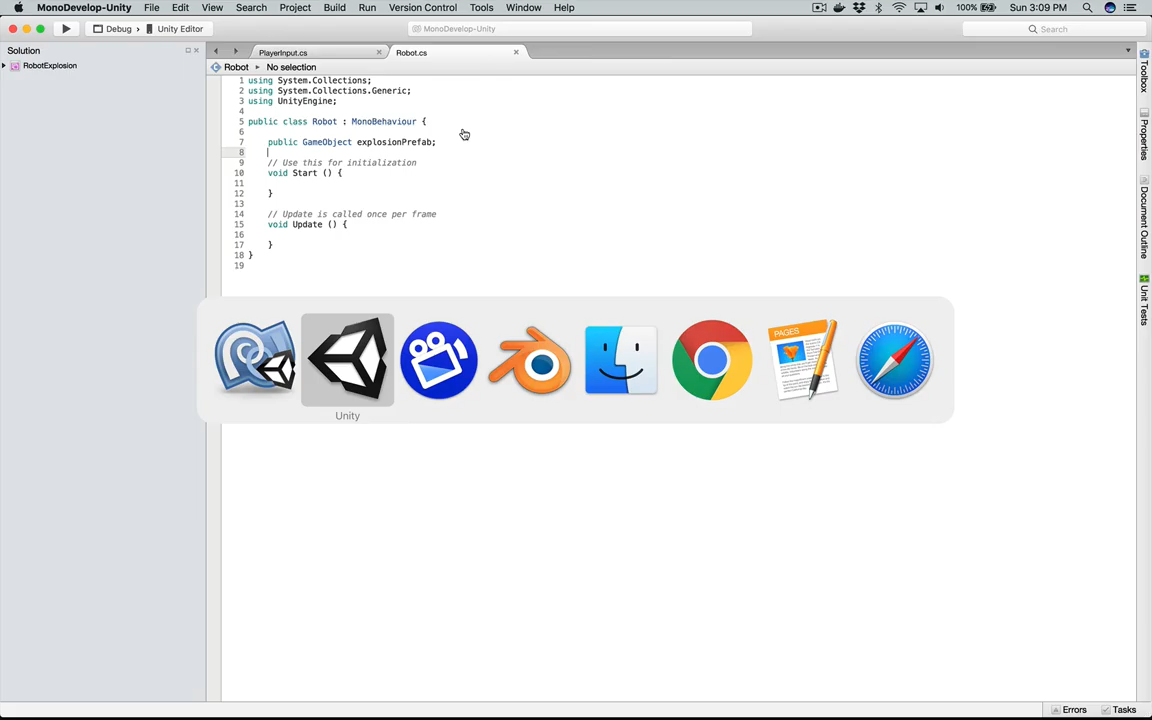 MonoDevelop-Unity File Edit View Search Project Build Run Version Control Tools Window Help 100% Sun 3:09 PM
Debug › Unity Editor MonoDevelop-Unity Search
Solution
RobotExplosion
PlayerInput.cs Robot.cs
Robot ▸ No selection
1 using System.Collections;
2 using System.Collections.Generic;
3 using UnityEngine;
4
5 public class Robot : MonoBehaviour {
6
7 public GameObject explosionPrefab;
8
9 // Use this for initialization
10 void Start () {
11
12 }
13
14 // Update is called once per frame
15 void Update () {
16
17 }
18 }
19
PAGES
Unity
Toolbox
Properties
Document Outline
Unit Tests
Errors Tasks